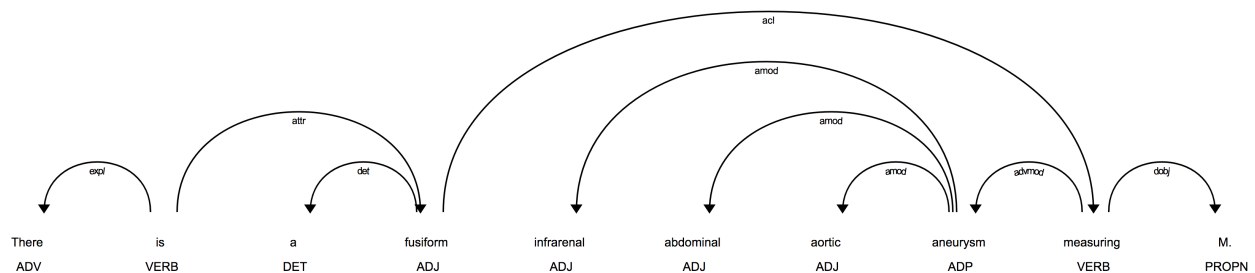 acl
amod
attr amod
expl det amod advmod dobj
There is a fusiform infrarenal abdominal aortic aneurysm measuring M.
ADV VERB DET ADJ ADJ ADJ ADJ ADP VERB PROPN